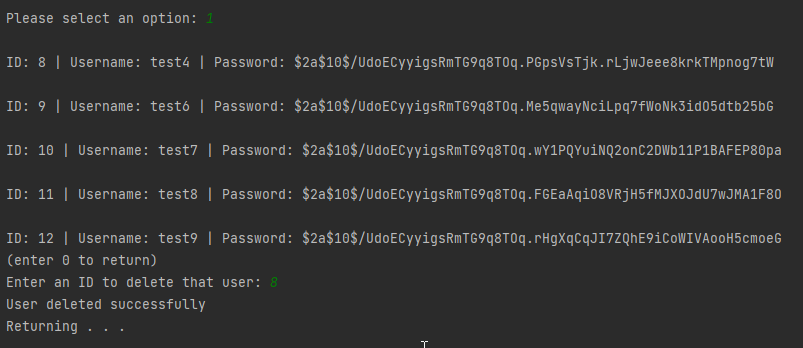 Please select an option: 1
ID: 8 | Username: test4 | Password: $2a$10$/UdoECyyigsRmTG9q8TOq.PGpsVsTjk.rLjwJeee8krkTMpnog7tW
ID: 9 | Username: test6 | Password: $2a$10$/UdoECyyigsRmTG9q8TOq.Me5qwayNciLpq7fWoNk3idO5dtb25bG
ID: 10 | Username: test7 | Password: $2a$10$/UdoECyyigsRmTG9q8TOq.wY1PQYuiNQ2onC2DWb11P1BAFEP80pa
ID: 11 | Username: test8 | Password: $2a$10$/UdoECyyigsRmTG9q8TOq.FGEaAqiO8VRjH5fMJXOJdU7wJMA1F8O
ID: 12 | Username: test9 | Password: $2a$10$/UdoECyyigsRmTG9q8TOq.rHgXqCqJI7ZQhE9iCoWIVAooH5cmoeG
(enter 0 to return)
Enter an ID to delete that user: 8
User deleted successfully
Returning . . .